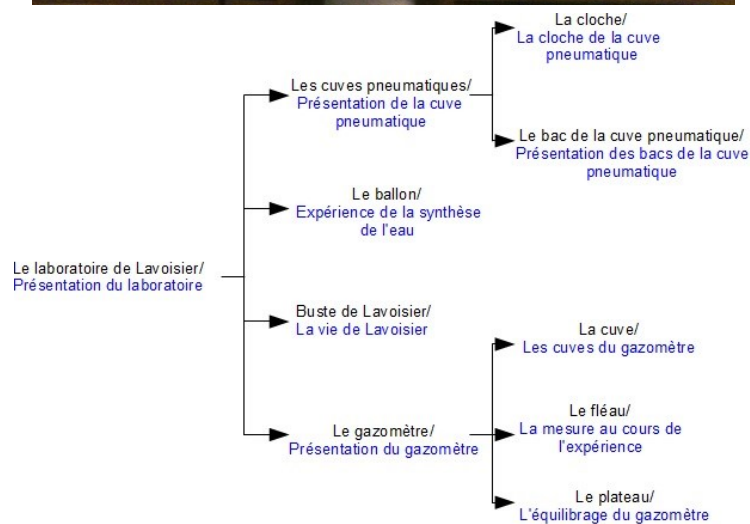 La cloche/
La cloche de la cuve
pneumatique
Les cuves pneumatiques/
Présentation de la cuve
pneumatique
Le bac de la cuve pneumatique/
Présentation des bacs de la cuve
pneumatique
Le ballon/
Expérience de la synthèse
de l'eau
Le laboratoire de Lavoisier/
Présentation du laboratoire
Buste de Lavoisier/
La vie de Lavoisier
La cuve/
Les cuves du gazomètre
Le gazomètre/
Présentation du gazomètre
Le fléau/
La mesure au cours de
l'expérience
Le plateau/
L'équilibrage du gazomètre